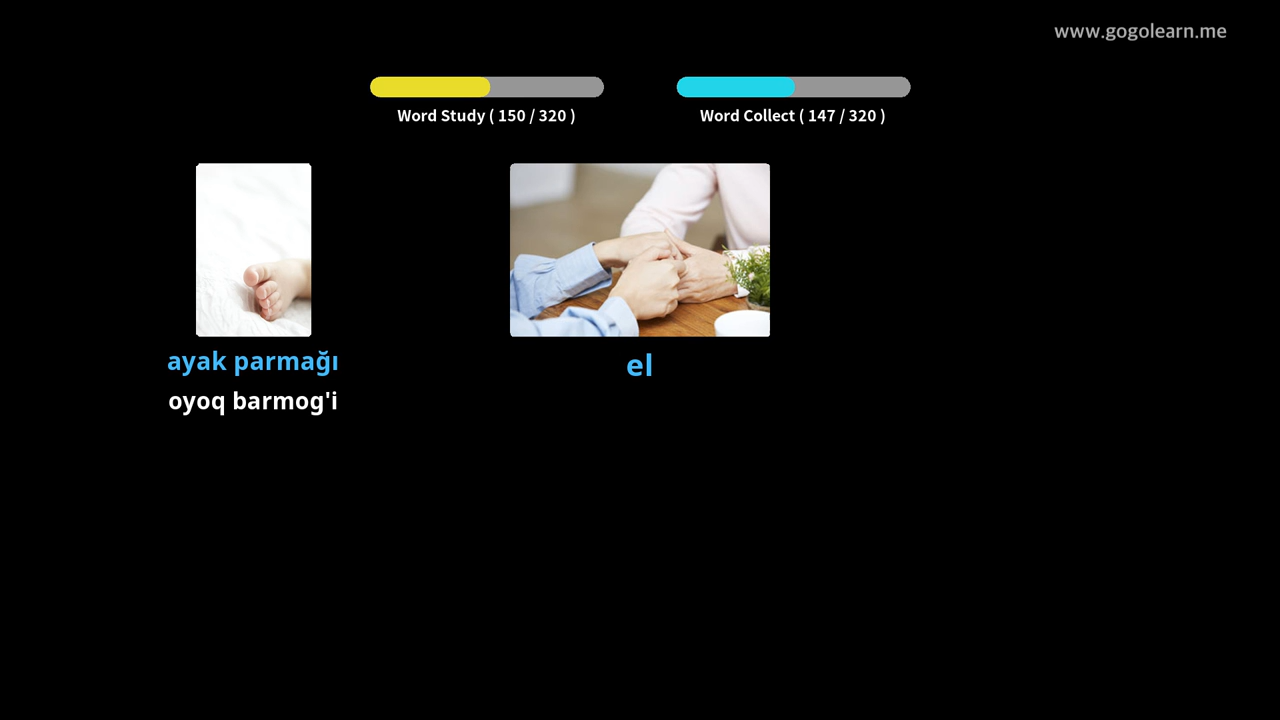 www.gogolearn.me
Word Study ( 150 / 320 )
Word Collect ( 147 / 320 )
ayak parmağı
oyoq barmog'i
el